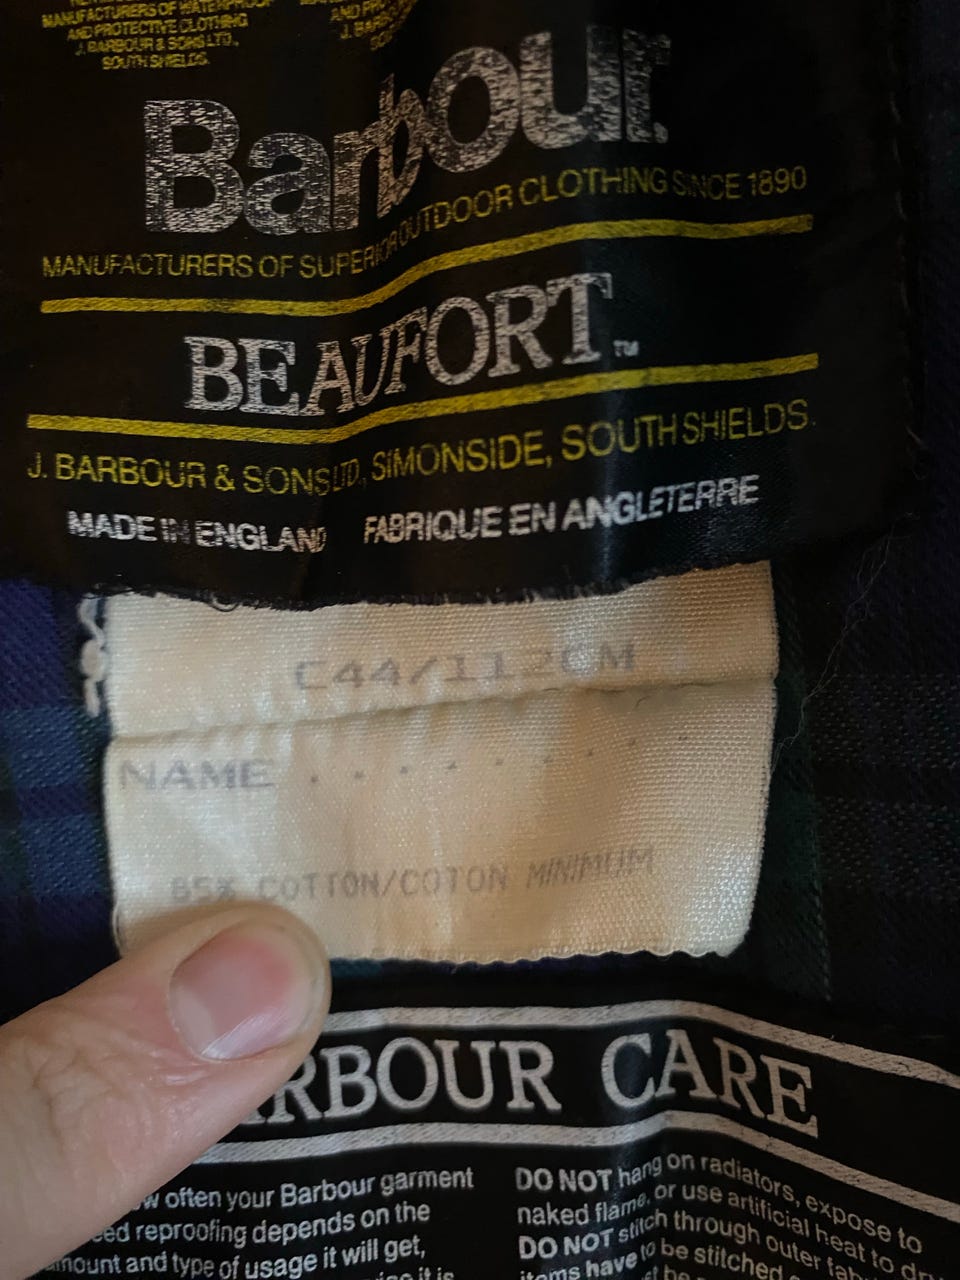 MANUFACTURERS OF WATERPROOF
AND PROTECTIVE CLOTHING
J. BARBOUR & SONS LTD.,
SOUTH SHIELDS.
Barbour
MANUFACTURERS OF SUPERIOR OUTDOOR CLOTHING SINCE 1890
BEAUFORT™
J. BARBOUR & SONS LTD, SIMONSIDE, SOUTH SHIELDS.
MADE IN ENGLAND FABRIQUE EN ANGLETERRE
C44/112CM
NAME . . . . . . . . .
85% COTTON/COTON MINIMUM
RBOUR CARE
often your Barbour garment
reproofing depends on the
mount and type of usage it will get,
it is
DO NOT hang on radiators, expose to
naked flame, or use artificial heat to
DO NOT stitch through outer
items have to be stitched